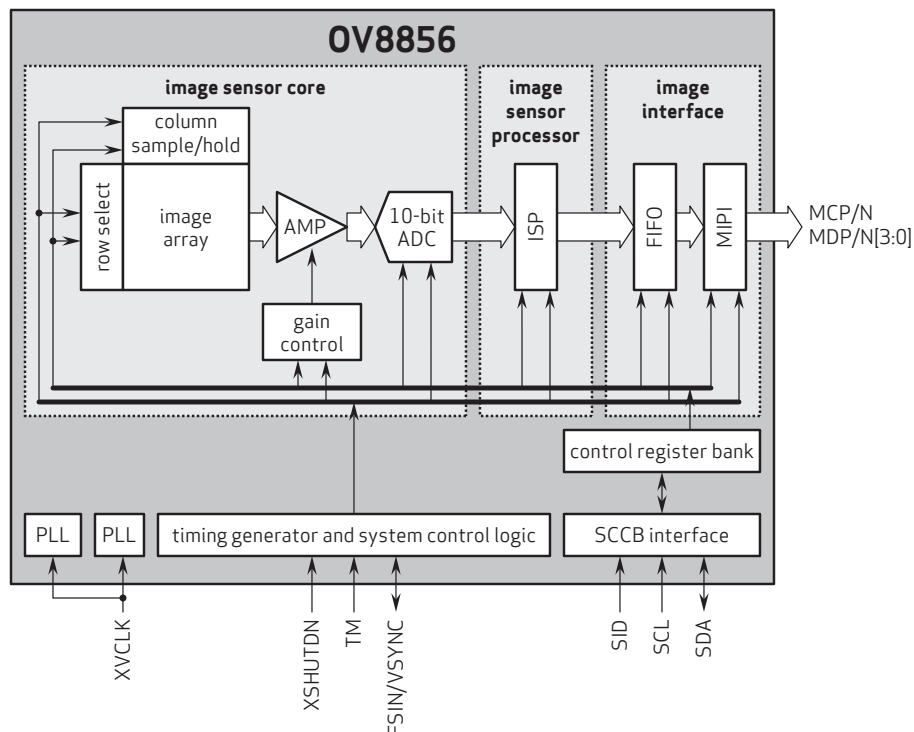 OV8856
image sensor core
image
sensor
processor
image
interface
column
sample/hold
row select
image
array
AMP
10-bit
ADC
ISP
FIFO
MIPI
MCP/N
MDP/N[3:0]
gain
control
control register bank
PLL
PLL
timing generator and system control logic
SCCB interface
XVCLK
XSHUTDN
TM
FSIN/VSYNC
SID
SCL
SDA